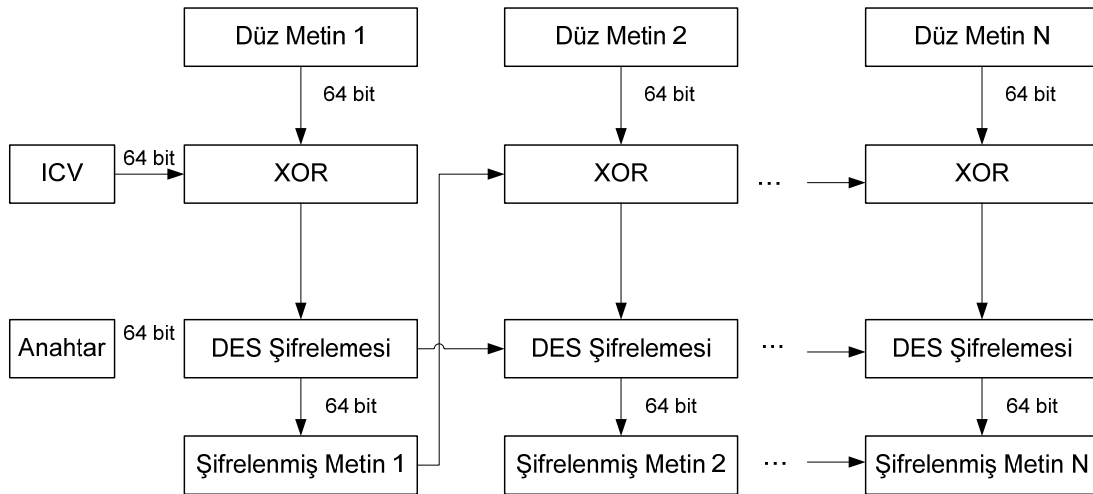 Düz Metin 1
Düz Metin 2
Düz Metin N
64 bit
64 bit
64 bit
ICV
64 bit
XOR
XOR
...
XOR
Anahtar
64 bit
DES Şifrelemesi
DES Şifrelemesi
...
DES Şifrelemesi
64 bit
64 bit
64 bit
Şifrelenmiş Metin 1
Şifrelenmiş Metin 2
...
Şifrelenmiş Metin N